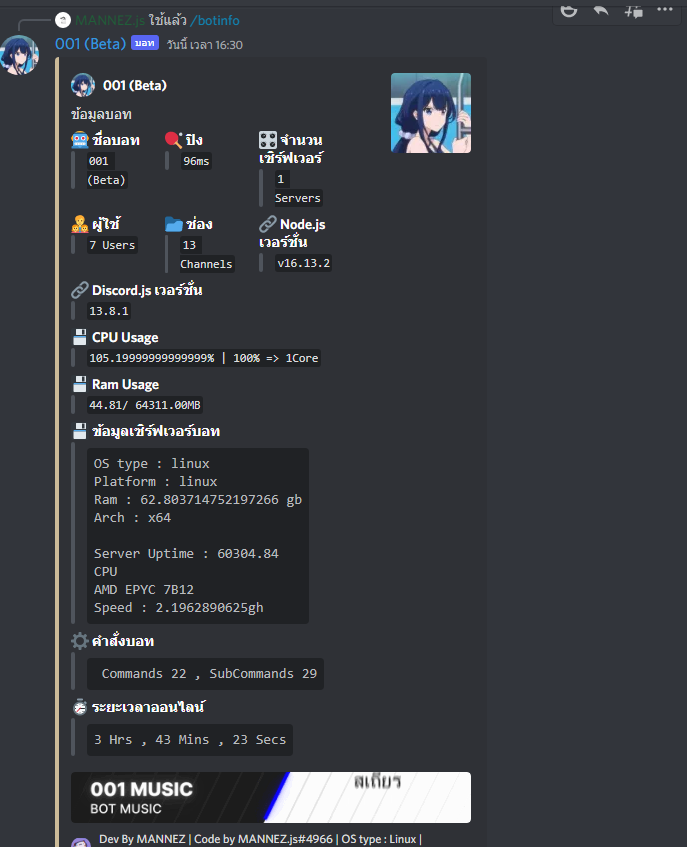 MANNEZ.js ใช้แล้ว /botinfo
001 (Beta) บอท วันนี้ เวลา 16:30
001 (Beta)
ข้อมูลบอท
ชื่อบอท
001
(Beta)
ปิง
96ms
จำนวน
เซิร์ฟเวอร์
1
Servers
ผู้ใช้
7 Users
ช่อง
13
Channels
Node.js
เวอร์ชั่น
v16.13.2
Discord.js เวอร์ชั่น
13.8.1
CPU Usage
105.19999999999999% | 100% => 1Core
Ram Usage
44.81/ 64311.00MB
ข้อมูลเซิร์ฟเวอร์บอท
OS type : linux
Platform : linux
Ram : 62.803714752197266 gb
Arch : x64
Server Uptime : 60304.84
CPU
AMD EPYC 7B12
Speed : 2.1962890625gh
คำสั่งบอท
Commands 22 , SubCommands 29
ระยะเวลาออนไลน์
3 Hrs , 43 Mins , 23 Secs
001 MUSIC
BOT MUSIC
สเถียร
Dev By MANNEZ | Code by MANNEZ.js#4966 | OS type : Linux |